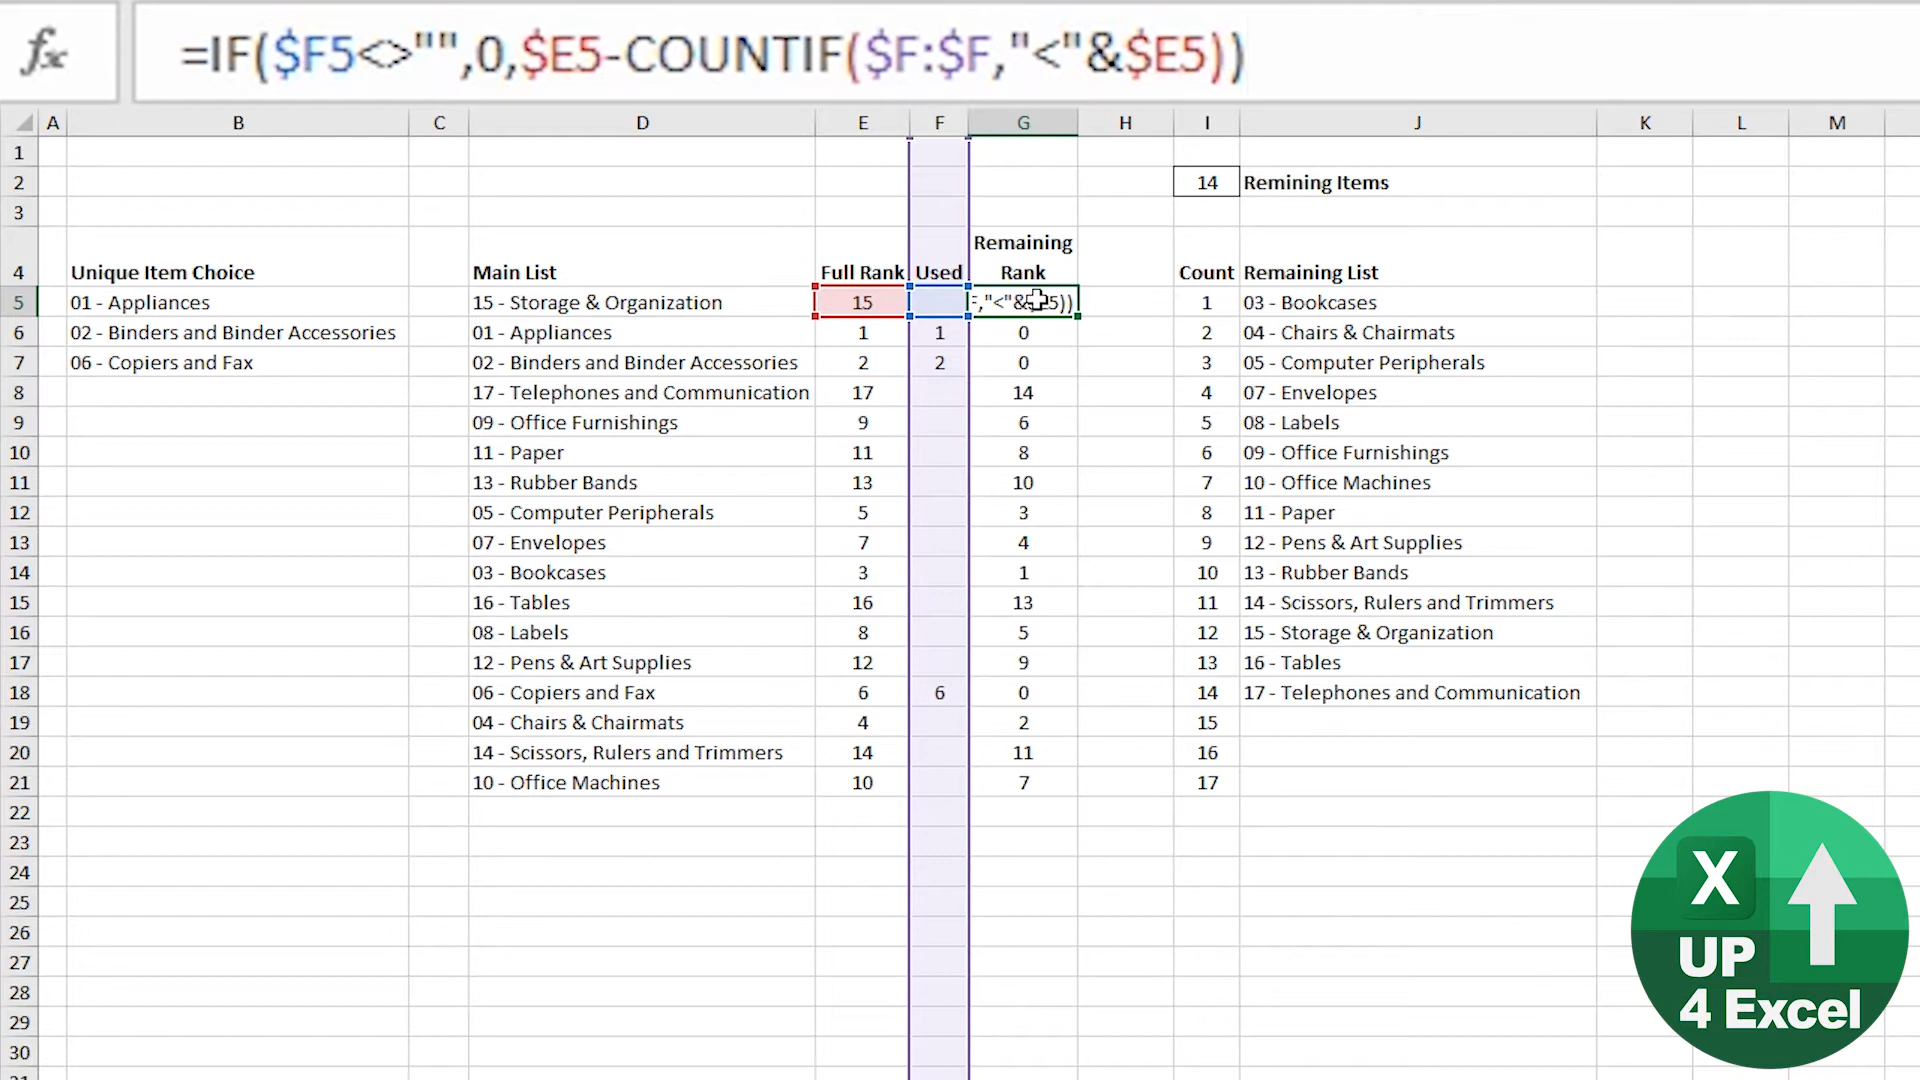 fx =IF($F5<>"",0,$E5-COUNTIF($F:$F,"<"&$E5))
A B C D E F G H I J K L M
1
2 14 Remining Items
3
Remaining
4 Unique Item Choice Main List Full Rank Used Rank Count Remaining List
5 01 - Appliances 15 - Storage & Organization 15 ,"<"&$E5)) 1 03 - Bookcases
6 02 - Binders and Binder Accessories 01 - Appliances 1 1 0 2 04 - Chairs & Chairmats
7 06 - Copiers and Fax 02 - Binders and Binder Accessories 2 2 0 3 05 - Computer Peripherals
8 17 - Telephones and Communication 17 14 4 07 - Envelopes
9 09 - Office Furnishings 9 6 5 08 - Labels
10 11 - Paper 11 8 6 09 - Office Furnishings
11 13 - Rubber Bands 13 10 7 10 - Office Machines
12 05 - Computer Peripherals 5 3 8 11 - Paper
13 07 - Envelopes 7 4 9 12 - Pens & Art Supplies
14 03 - Bookcases 3 1 10 13 - Rubber Bands
15 16 - Tables 16 13 11 14 - Scissors, Rulers and Trimmers
16 08 - Labels 8 5 12 15 - Storage & Organization
17 12 - Pens & Art Supplies 12 9 13 16 - Tables
18 06 - Copiers and Fax 6 6 0 14 17 - Telephones and Communication
19 04 - Chairs & Chairmats 4 2 15
20 14 - Scissors, Rulers and Trimmers 14 11 16
21 10 - Office Machines 10 7 17
22
23
24
25
26
27
28
29
30
X
UP
4 Excel